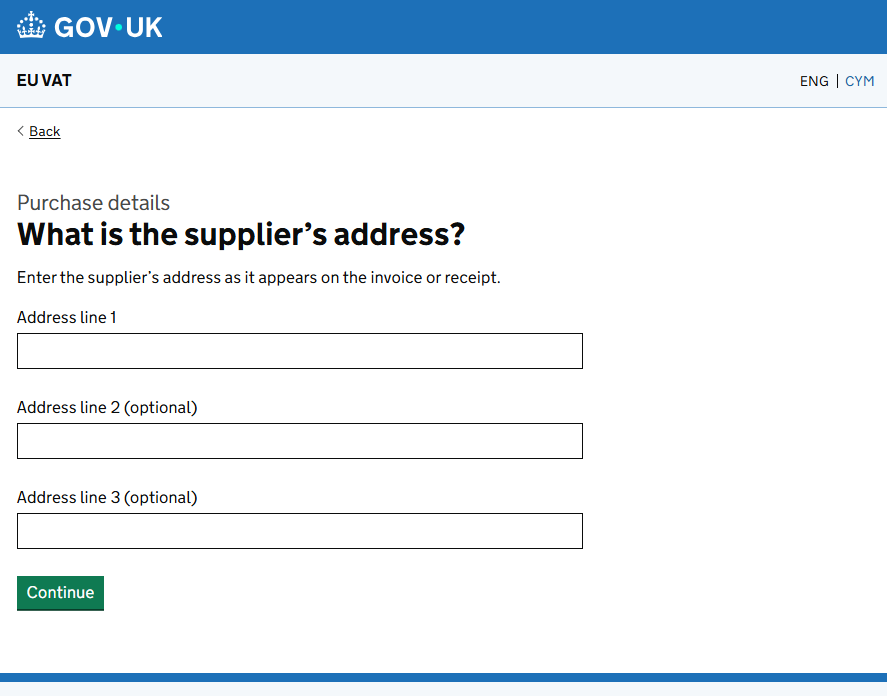 GOV·UK
EU VAT
ENG | CYM
Back
Purchase details
What is the supplier’s address?
Enter the supplier’s address as it appears on the invoice or receipt.
Address line 1
Address line 2 (optional)
Address line 3 (optional)
Continue